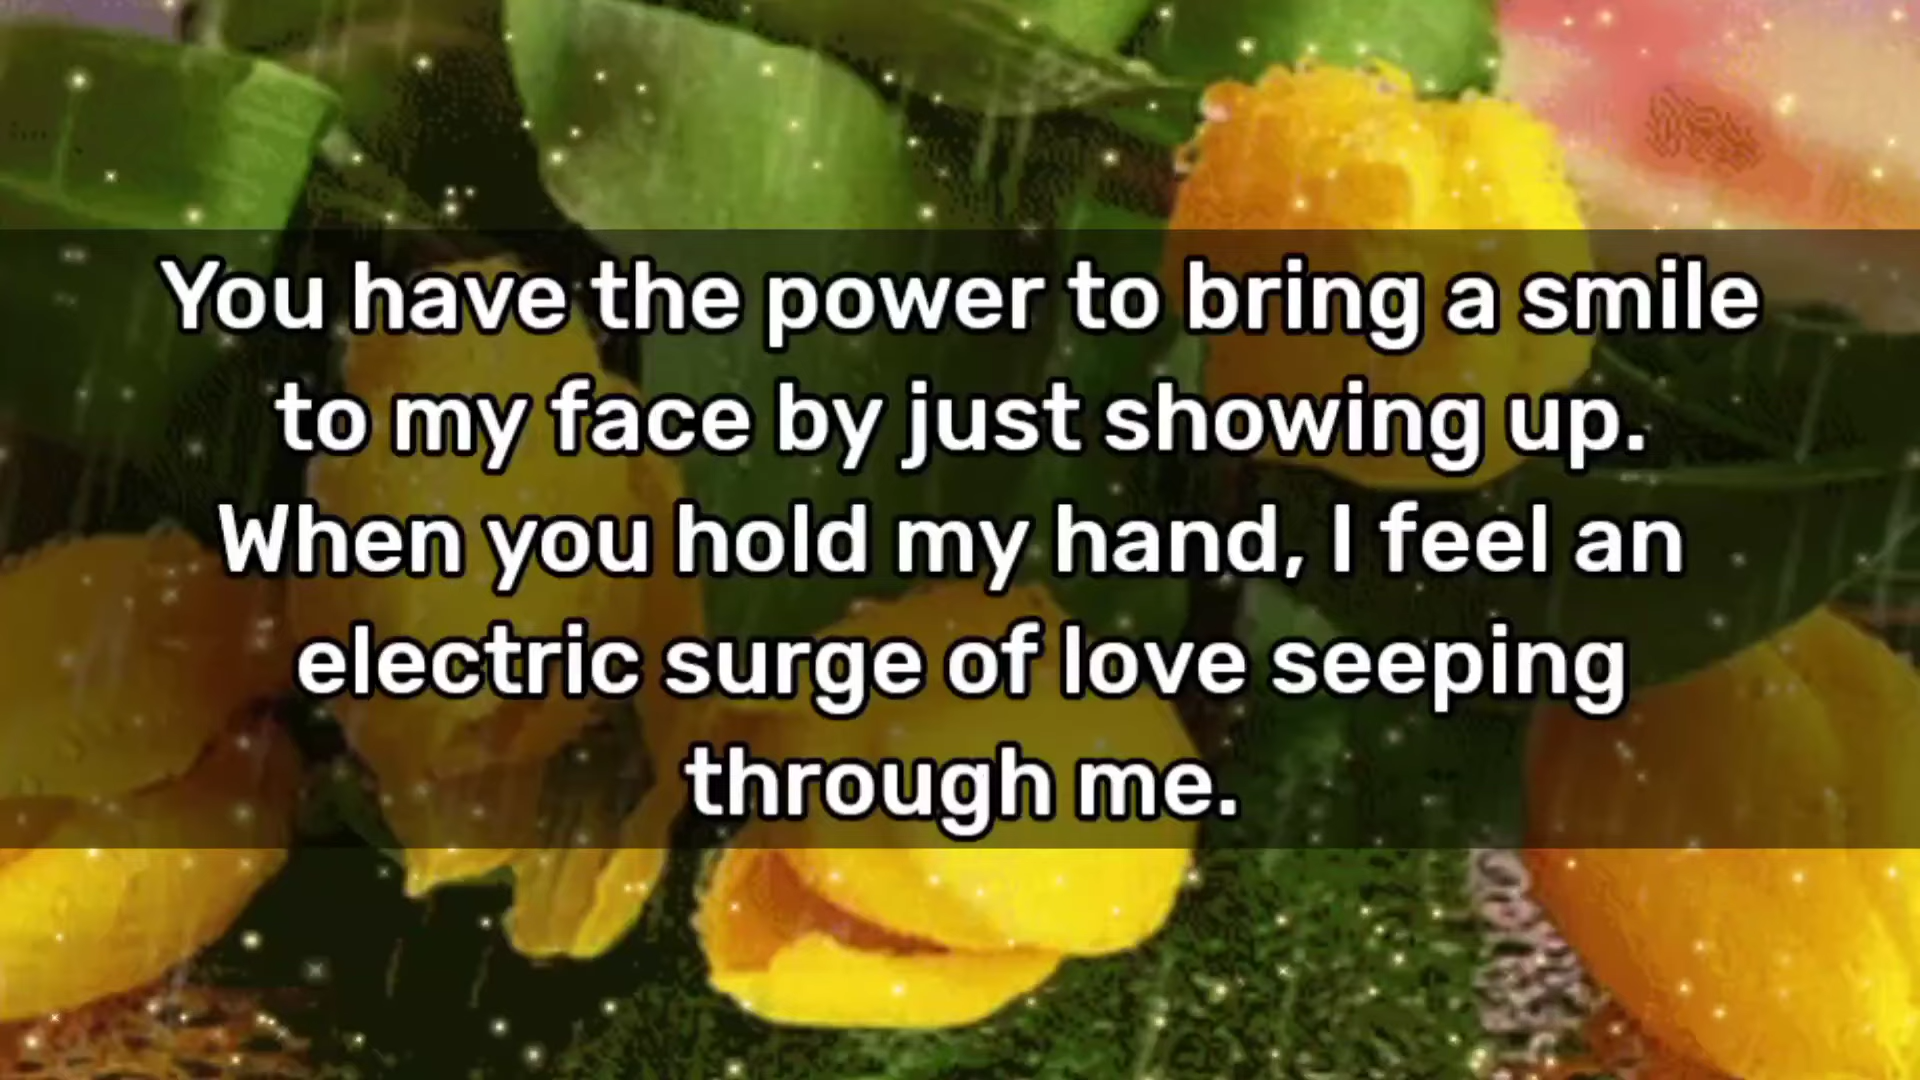 You have the power to bring a smile
to my face by just showing up.
When you hold my hand, I feel an
electric surge of love seeping
through me.